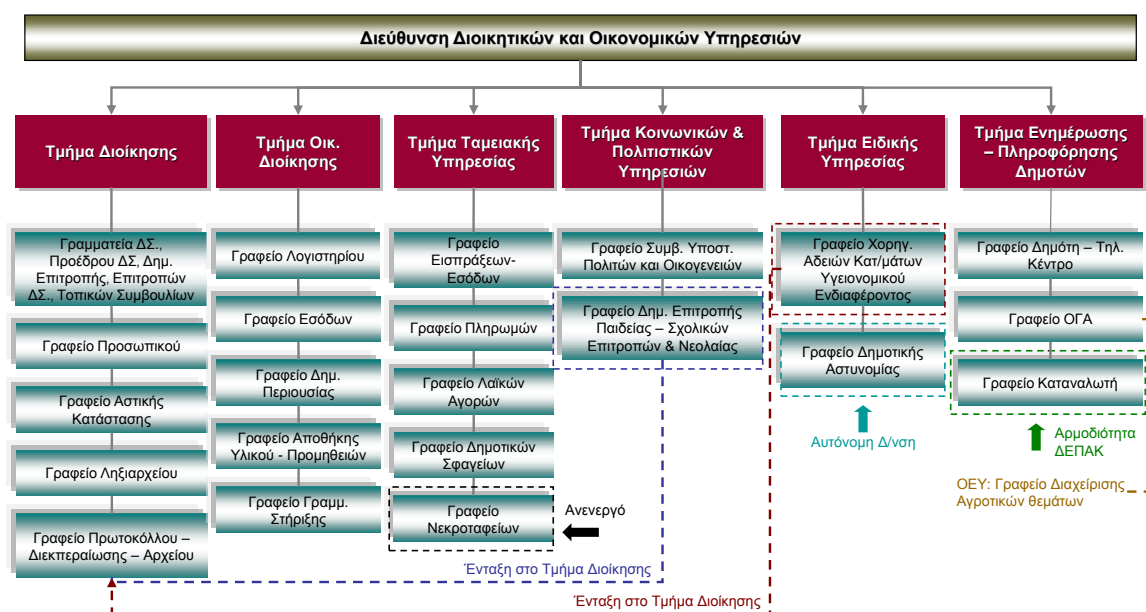 Διεύθυνση Διοικητικών και Οικονομικών Υπηρεσιών
Τμήμα Διοίκησης
Τμήμα Οικ.
Διοίκησης
Τμήμα Ταμειακής
Υπηρεσίας
Τμήμα Κοινωνικών &
Πολιτιστικών
Υπηρεσιών
Τμήμα Ειδικής
Υπηρεσίας
Τμήμα Ενημέρωσης
– Πληροφόρησης
Δημοτών
Γραμματεία ΔΣ.,
Προέδρου ΔΣ, Δημ.
Επιτροπής, Επιτροπών
ΔΣ., Τοπικών Συμβουλίων
Γραφείο Προσωπικού
Γραφείο Αστικής
Κατάστασης
Γραφείο Ληξιαρχείου
Γραφείο Πρωτοκόλλου –
Διεκπεραίωσης – Αρχείου
Γραφείο Λογιστηρίου
Γραφείο Εσόδων
Γραφείο Δημ.
Περιουσίας
Γραφείο Αποθήκης
Υλικού - Προμηθειών
Γραφείο Γραμμ.
Στήριξης
Γραφείο
Εισπράξεων-
Εσόδων
Γραφείο Πληρωμών
Γραφείο Λαϊκών
Αγορών
Γραφείο Δημοτικών
Σφαγείων
Γραφείο
Νεκροταφείων
Ανενεργό
Γραφείο Συμβ. Υποστ.
Πολιτών και Οικογενειών
Γραφείο Δημ. Επιτροπής
Παιδείας – Σχολικών
Επιτροπών & Νεολαίας
Γραφείο Χορηγ.
Αδειών Κατ/μάτων
Υγειονομικού
Ενδιαφέροντος
Γραφείο Δημοτικής
Αστυνομίας
Αυτόνομη Δ/νση
Γραφείο Δημότη – Τηλ.
Κέντρο
Γραφείο ΟΓΑ
Γραφείο Καταναλωτή
Αρμοδιότητα
ΔΕΠΑΚ
ΟΕΥ: Γραφείο Διαχείρισης
Αγροτικών θεμάτων
Ένταξη στο Τμήμα Διοίκησης
Ένταξη στο Τμήμα Διοίκησης